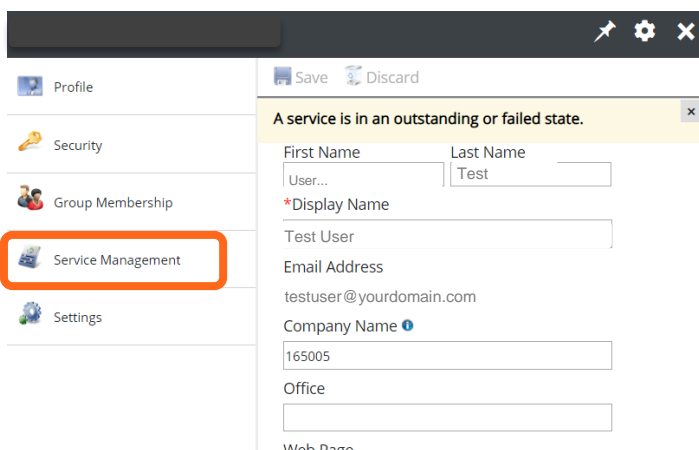 Save Discard
Profile
Security
Group Membership
Service Management
Settings
A service is in an outstanding or failed state.
First Name Last Name
User... Test
*Display Name
Test User
Email Address
testuser@yourdomain.com
Company Name
165005
Office
Web Page